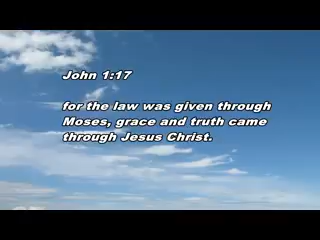 John 1:17
for the law was given through
Moses, grace and truth came
through Jesus Christ.